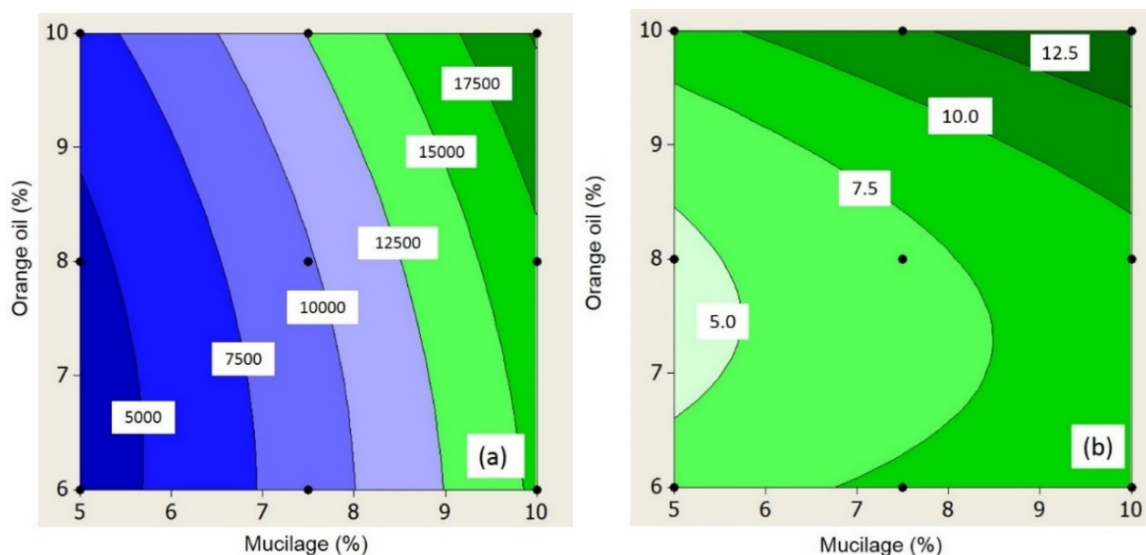 10
9
8
7
6
Orange oil (%)
17500
15000
12500
10000
7500
5000
(a)
5 6 7 8 9 10
Mucilage (%)
10
9
8
7
6
Orange oil (%)
12.5
10.0
7.5
5.0
(b)
5 6 7 8 9 10
Mucilage (%)